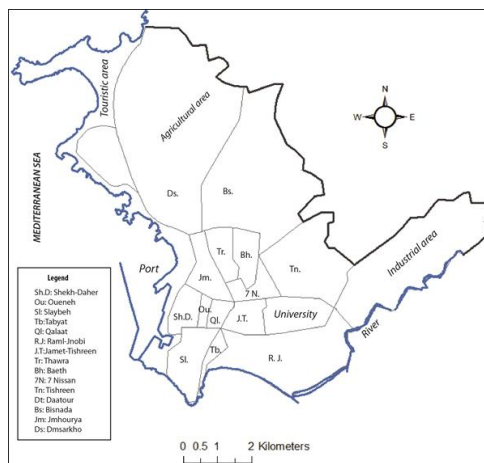 MEDITERRANEAN SEA
Touristic area
Agricultural area
N
W E
S
Ds.
Bs.
Industrial area
Port
Tr.
Bh.
Jm.
Tn.
7 N.
Sh.D.
Ou.
Ql.
J.T.
University
River
Sl.
Tb.
R. J.
Legend
Sh.D: Shekh-Daher
Ou: Oueneh
Sl: Slaybeh
Tb:Tabyat
Ql: Qalaat
R.J: Raml-Jnobi
J.T:Jamet-Tishreen
Tr: Thawra
Bh: Baeth
7N: 7 Nissan
Tn: Tishreen
Dt: Daatour
Bs: Bisnada
Jm: Jmhourya
Ds: Dmsarkho
0 0.5 1 2 Kilometers